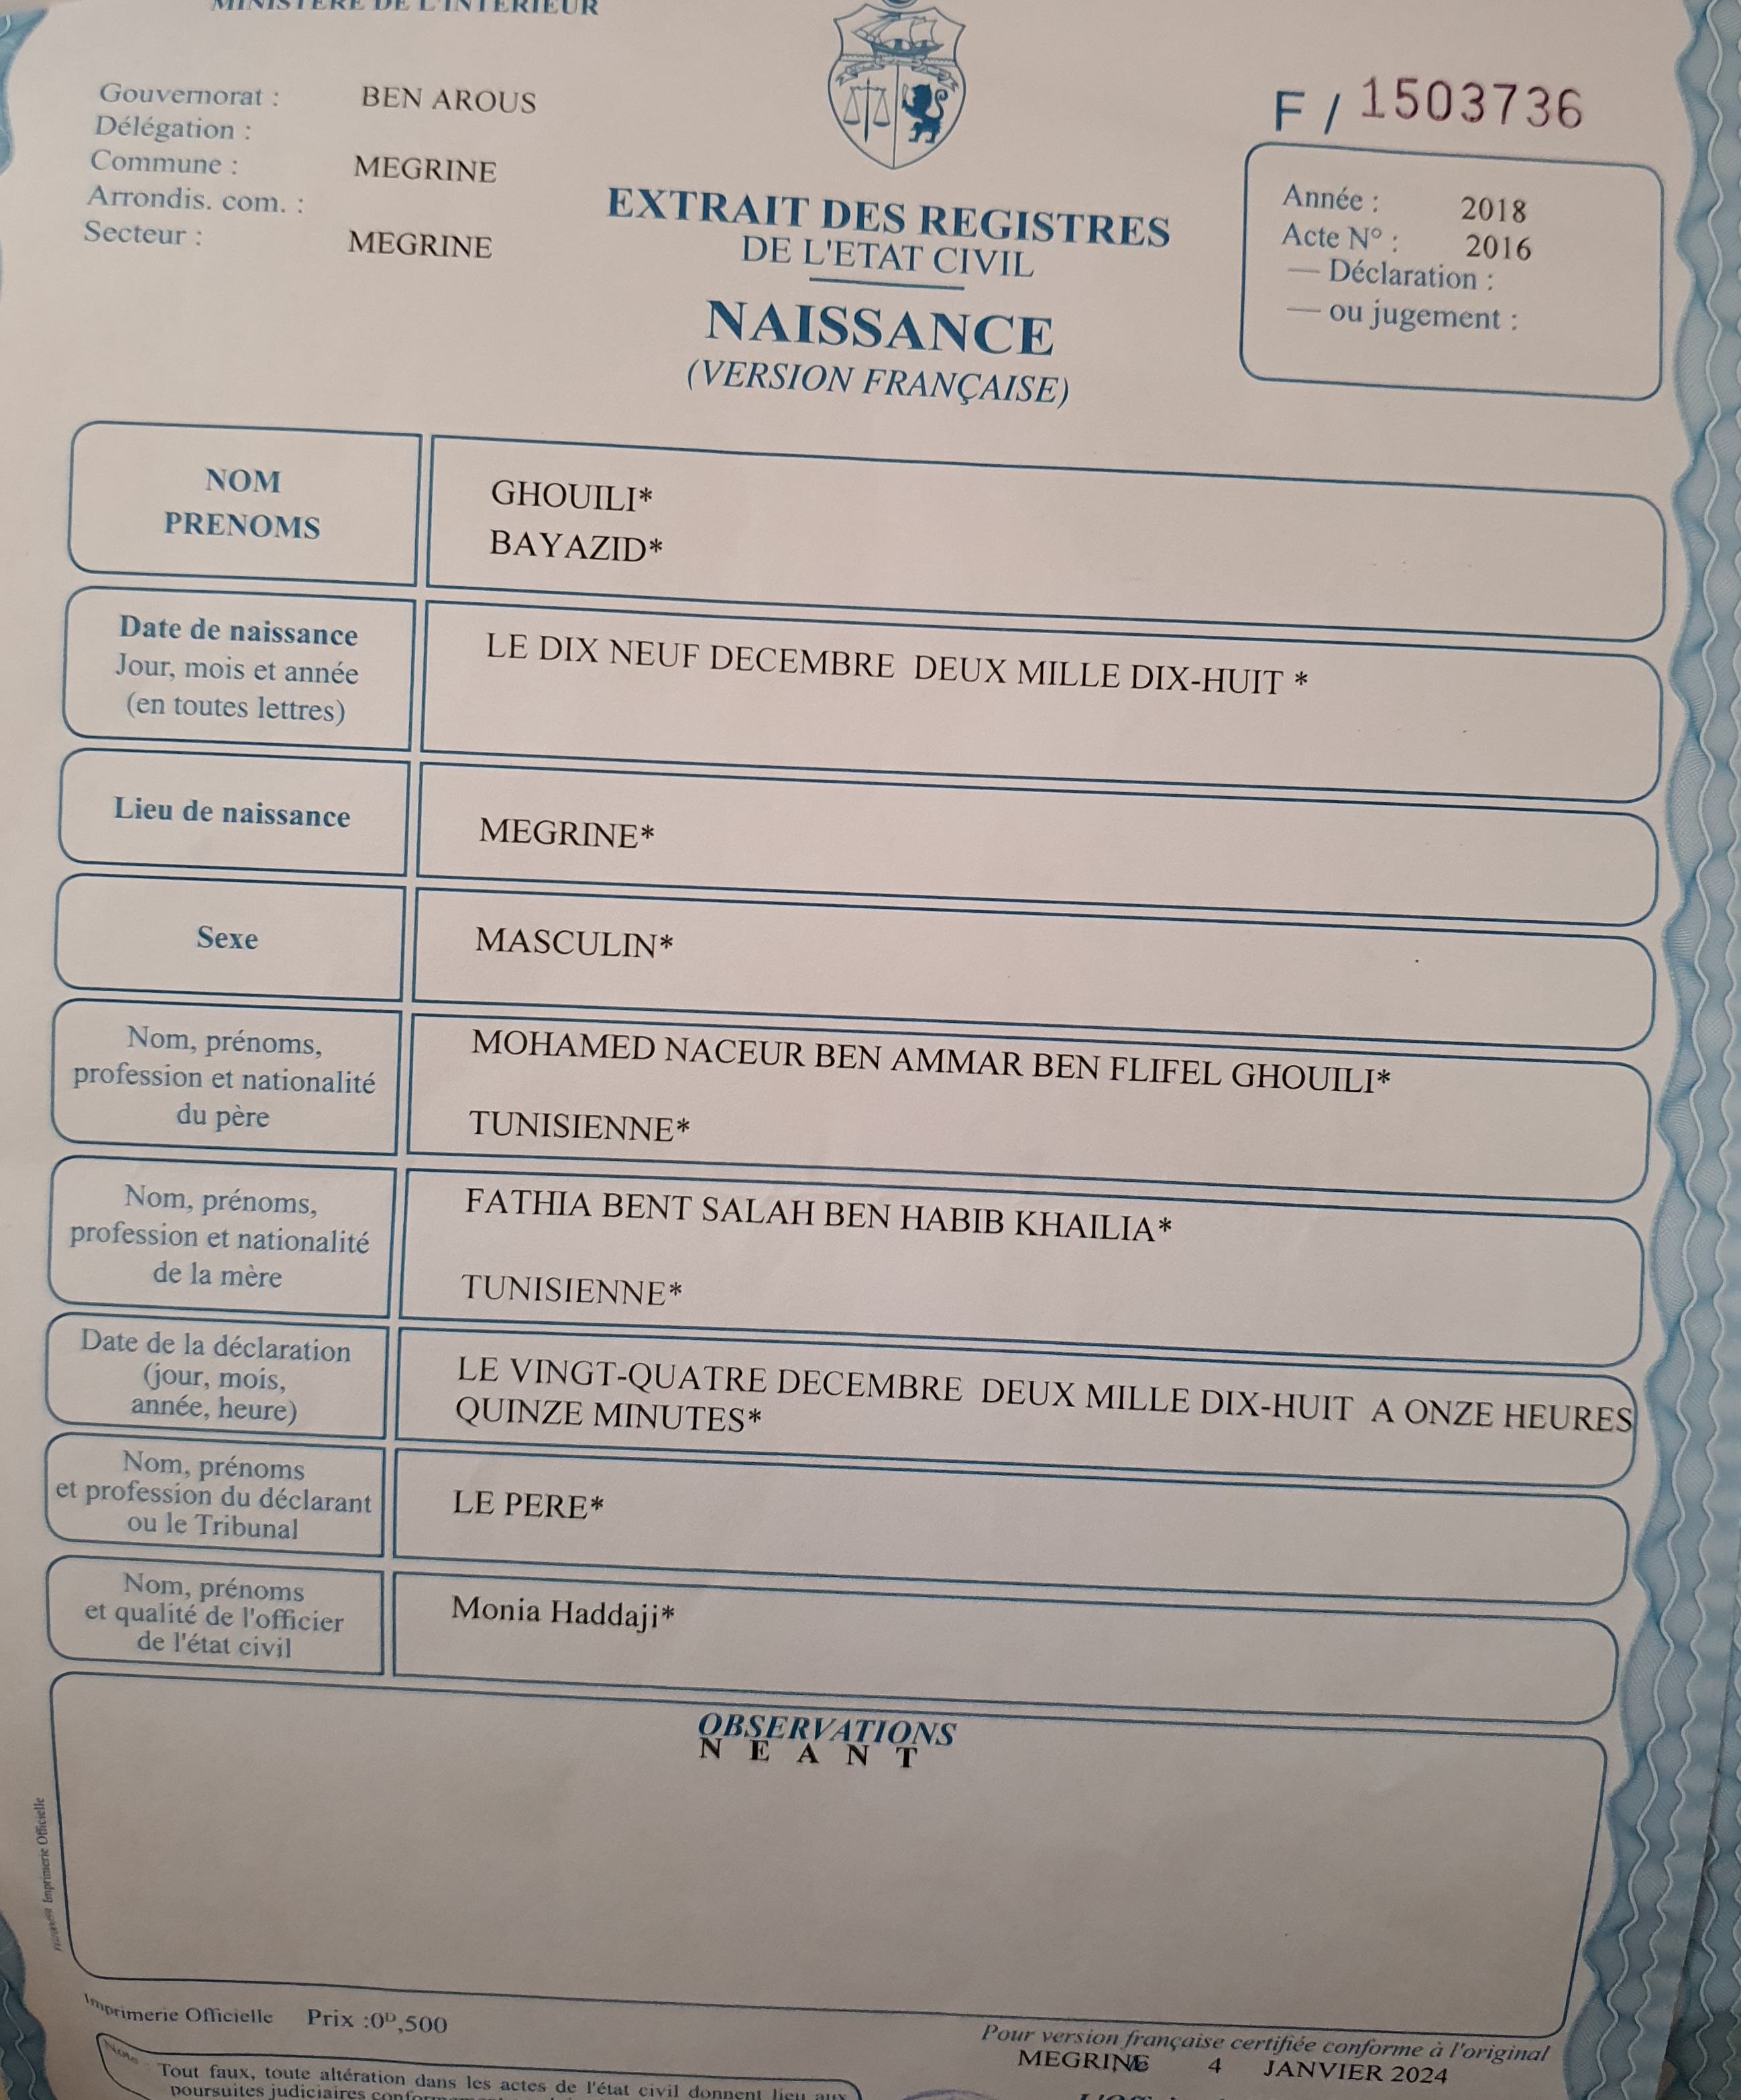 MINISTERE DE L'INTERIEUR
Gouvernorat : BEN AROUS
Délégation :
Commune : MEGRINE
Arrondis. com. :
Secteur : MEGRINE
EXTRAIT DES REGISTRES
DE L'ETAT CIVIL
NAISSANCE
(VERSION FRANÇAISE)
F / 1503736
Année : 2018
Acte N° : 2016
— Déclaration :
— ou jugement :
NOM
PRENOMS
GHOUILI*
BAYAZID*
Date de naissance
Jour, mois et année
(en toutes lettres)
LE DIX NEUF DECEMBRE DEUX MILLE DIX-HUIT *
Lieu de naissance
MEGRINE*
Sexe
MASCULIN*
Nom, prénoms,
profession et nationalité
du père
MOHAMED NACEUR BEN AMMAR BEN FLIFEL GHOUILI*
TUNISIENNE*
Nom, prénoms,
profession et nationalité
de la mère
FATHIA BENT SALAH BEN HABIB KHAILIA*
TUNISIENNE*
Date de la déclaration
(jour, mois,
année, heure)
LE VINGT-QUATRE DECEMBRE DEUX MILLE DIX-HUIT A ONZE HEURES
QUINZE MINUTES*
Nom, prénoms
et profession du déclarant
ou le Tribunal
LE PERE*
Nom, prénoms
et qualité de l'officier
de l'état civil
Monia Haddaji*
OBSERVATIONS
N E A N T
Imprimerie Officielle
Imprimerie Officielle Prix :0ᴰ,500
Pour version française certifiée conforme à l'original
MEGRINE 4 JANVIER 2024
Note
Tout faux, toute altération dans les actes de l'état civil donnent lieu aux
poursuites judiciaires